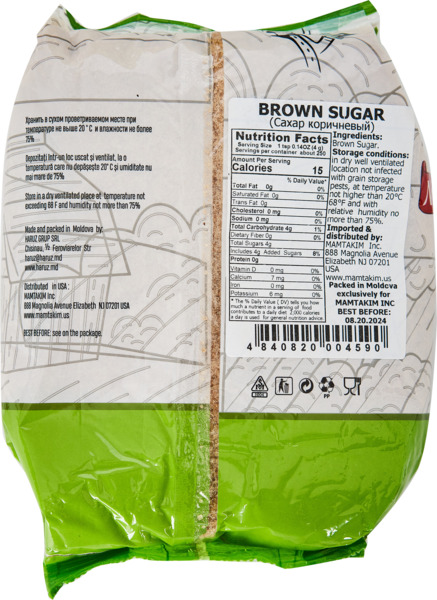 Хранить в сухом проветриваемом месте при
температуре не выше 20 °C и влажности не более
75%
Depozitați într-un loc uscat și ventilat, la o
temperatura care nu depășește 20°C și umiditate nu
mai mare de 75%
Store in a dry ventilated place at temperature not
exceeding 68 F and humidity not more than 75%
Made and packed in Moldova by:
HARUZ GRUP SRL
Chisinau, Feroviarelor Str
haruz@haruz.md
www.haruz.md
Distributed in USA :
MAMTAKIM INC
888 Magnolia Avenue Elizabeth NJ 07201 USA
www.mamtakim.us
BEST BEFORE: see on the package.
BROWN SUGAR
(Сахар коричневый)
Nutrition Facts
Serving Size 1 tsp 0.14OZ (4 g)
Servings per container about 250
Amount Per Serving
Calories 15
% Daily Value*
Total Fat 0g 0%
Saturated Fat 0g 0%
Trans Fat 0g
Cholesterol 0 mg 0%
Sodium 0 mg 0%
Total Carbohydrate 4g 1%
Dietary Fiber 0g 0%
Total Sugars 4g
Includes 4g Added Sugars 8%
Protein 0g
Vitamin D 0 mg 0%
Calcium 7 mg 0%
Iron 0 mg 0%
Potassium 6 mg 0%
* The % Daily Value (DV) tells you how
much a nutrient in a serving of food
contributes to a daily diet 2,000 calories
a day is used for general nutrition advice.
Ingredients:
Brown Sugar.
Storage conditions:
in dry well ventilated
location not infected
with grain storage
pests, at temperature
not higher than 20°C
68°F and with
relative humidity no
more than 75%.
Imported &
distributed by:
MAMTAKIM Inc.
888 Magnolia Avenue
Elizabeth NJ 07201
USA
www.mamtakim.us
Packed in Moldova
exclusively for
MAMTAKIM INC
BEST BEFORE:
08.20.2024
4 840820 004590
PP